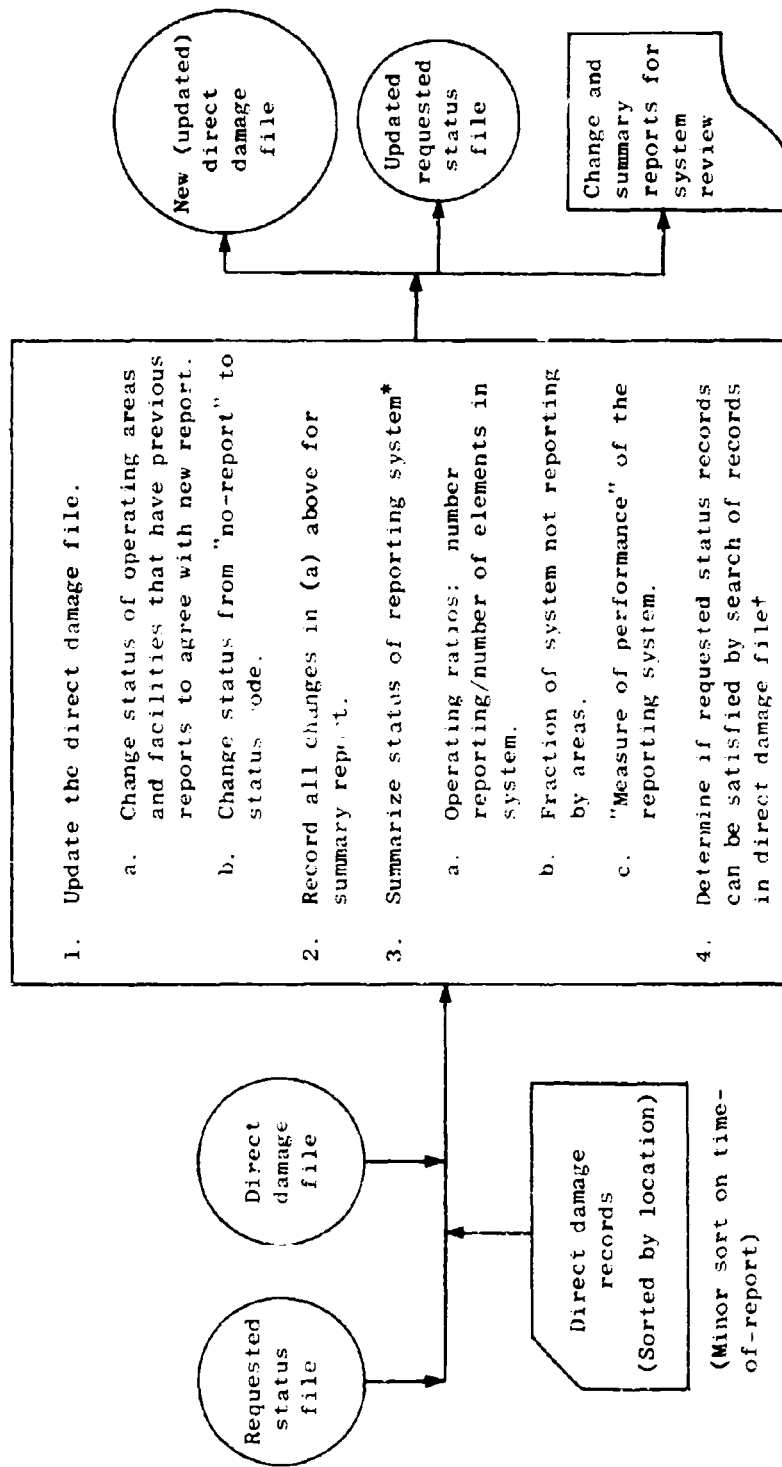 Requested
status
file
Direct
damage
file
Direct damage
records
(Sorted by location)
(Minor sort on time-
of-report)
1. Update the direct damage file.
a. Change status of operating areas
and facilities that have previous
reports to agree with new report.
b. Change status from "no-report" to
status code.
2. Record all changes in (a) above for
summary report.
3. Summarize status of reporting system*
a. Operating ratios: number
reporting/number of elements in
system.
b. Fraction of system not reporting
by areas.
c. "Measure of performance" of the
reporting system.
4. Determine if requested status records
can be satisfied by search of records
in direct damage file†
New (updated)
direct
damage
file
Updated
requested
status
file
Change and
summary
reports for
system
review